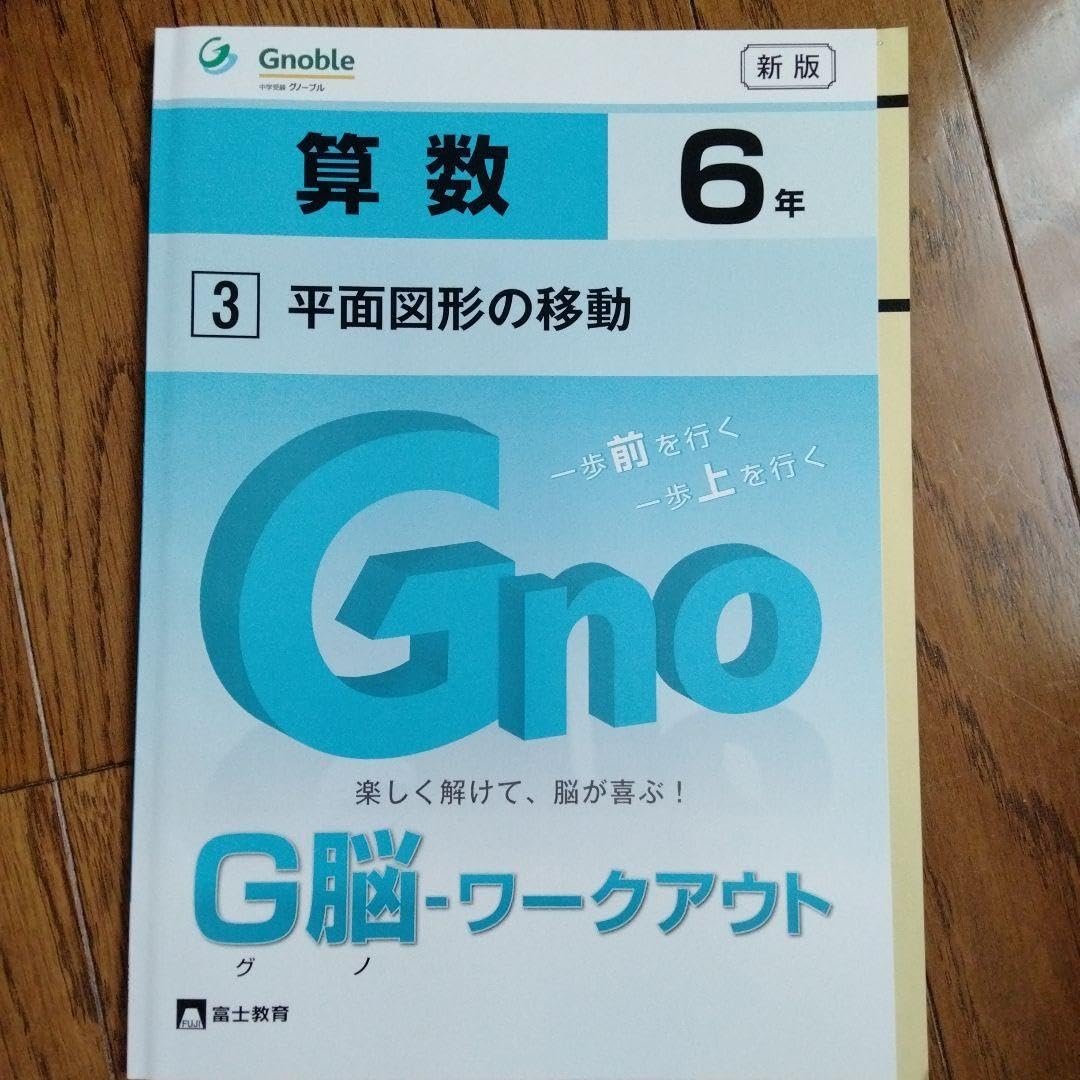 Gnoble
中学受験 グノーブル
新版
算数
6年
3 平面図形の移動
一歩前を行く
一歩上を行く
Gno
楽しく解けて、脳が喜ぶ!
G脳-ワークアウト
グノ
FUJI 富士教育